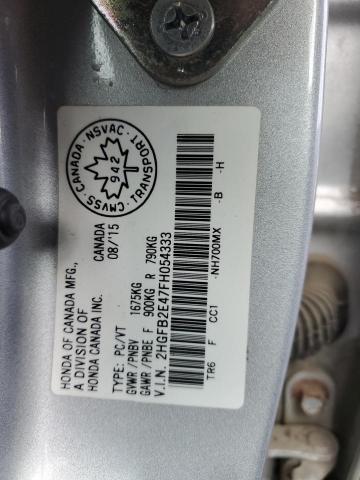 HONDA OF CANADA MFG.,
A DIVISION OF
HONDA CANADA INC.
CANADA
08/'15
CANADA · NSVAC ·
942
CMVSS · TRANSPORT
TYPE: PC/VT
GVWR /PNBV 1675KG
GAWR /PNBE F 900KG R 790KG
V.I.N. 2HGFB2E47FH054333
TR6 F CC1 -NH700MX -B -H